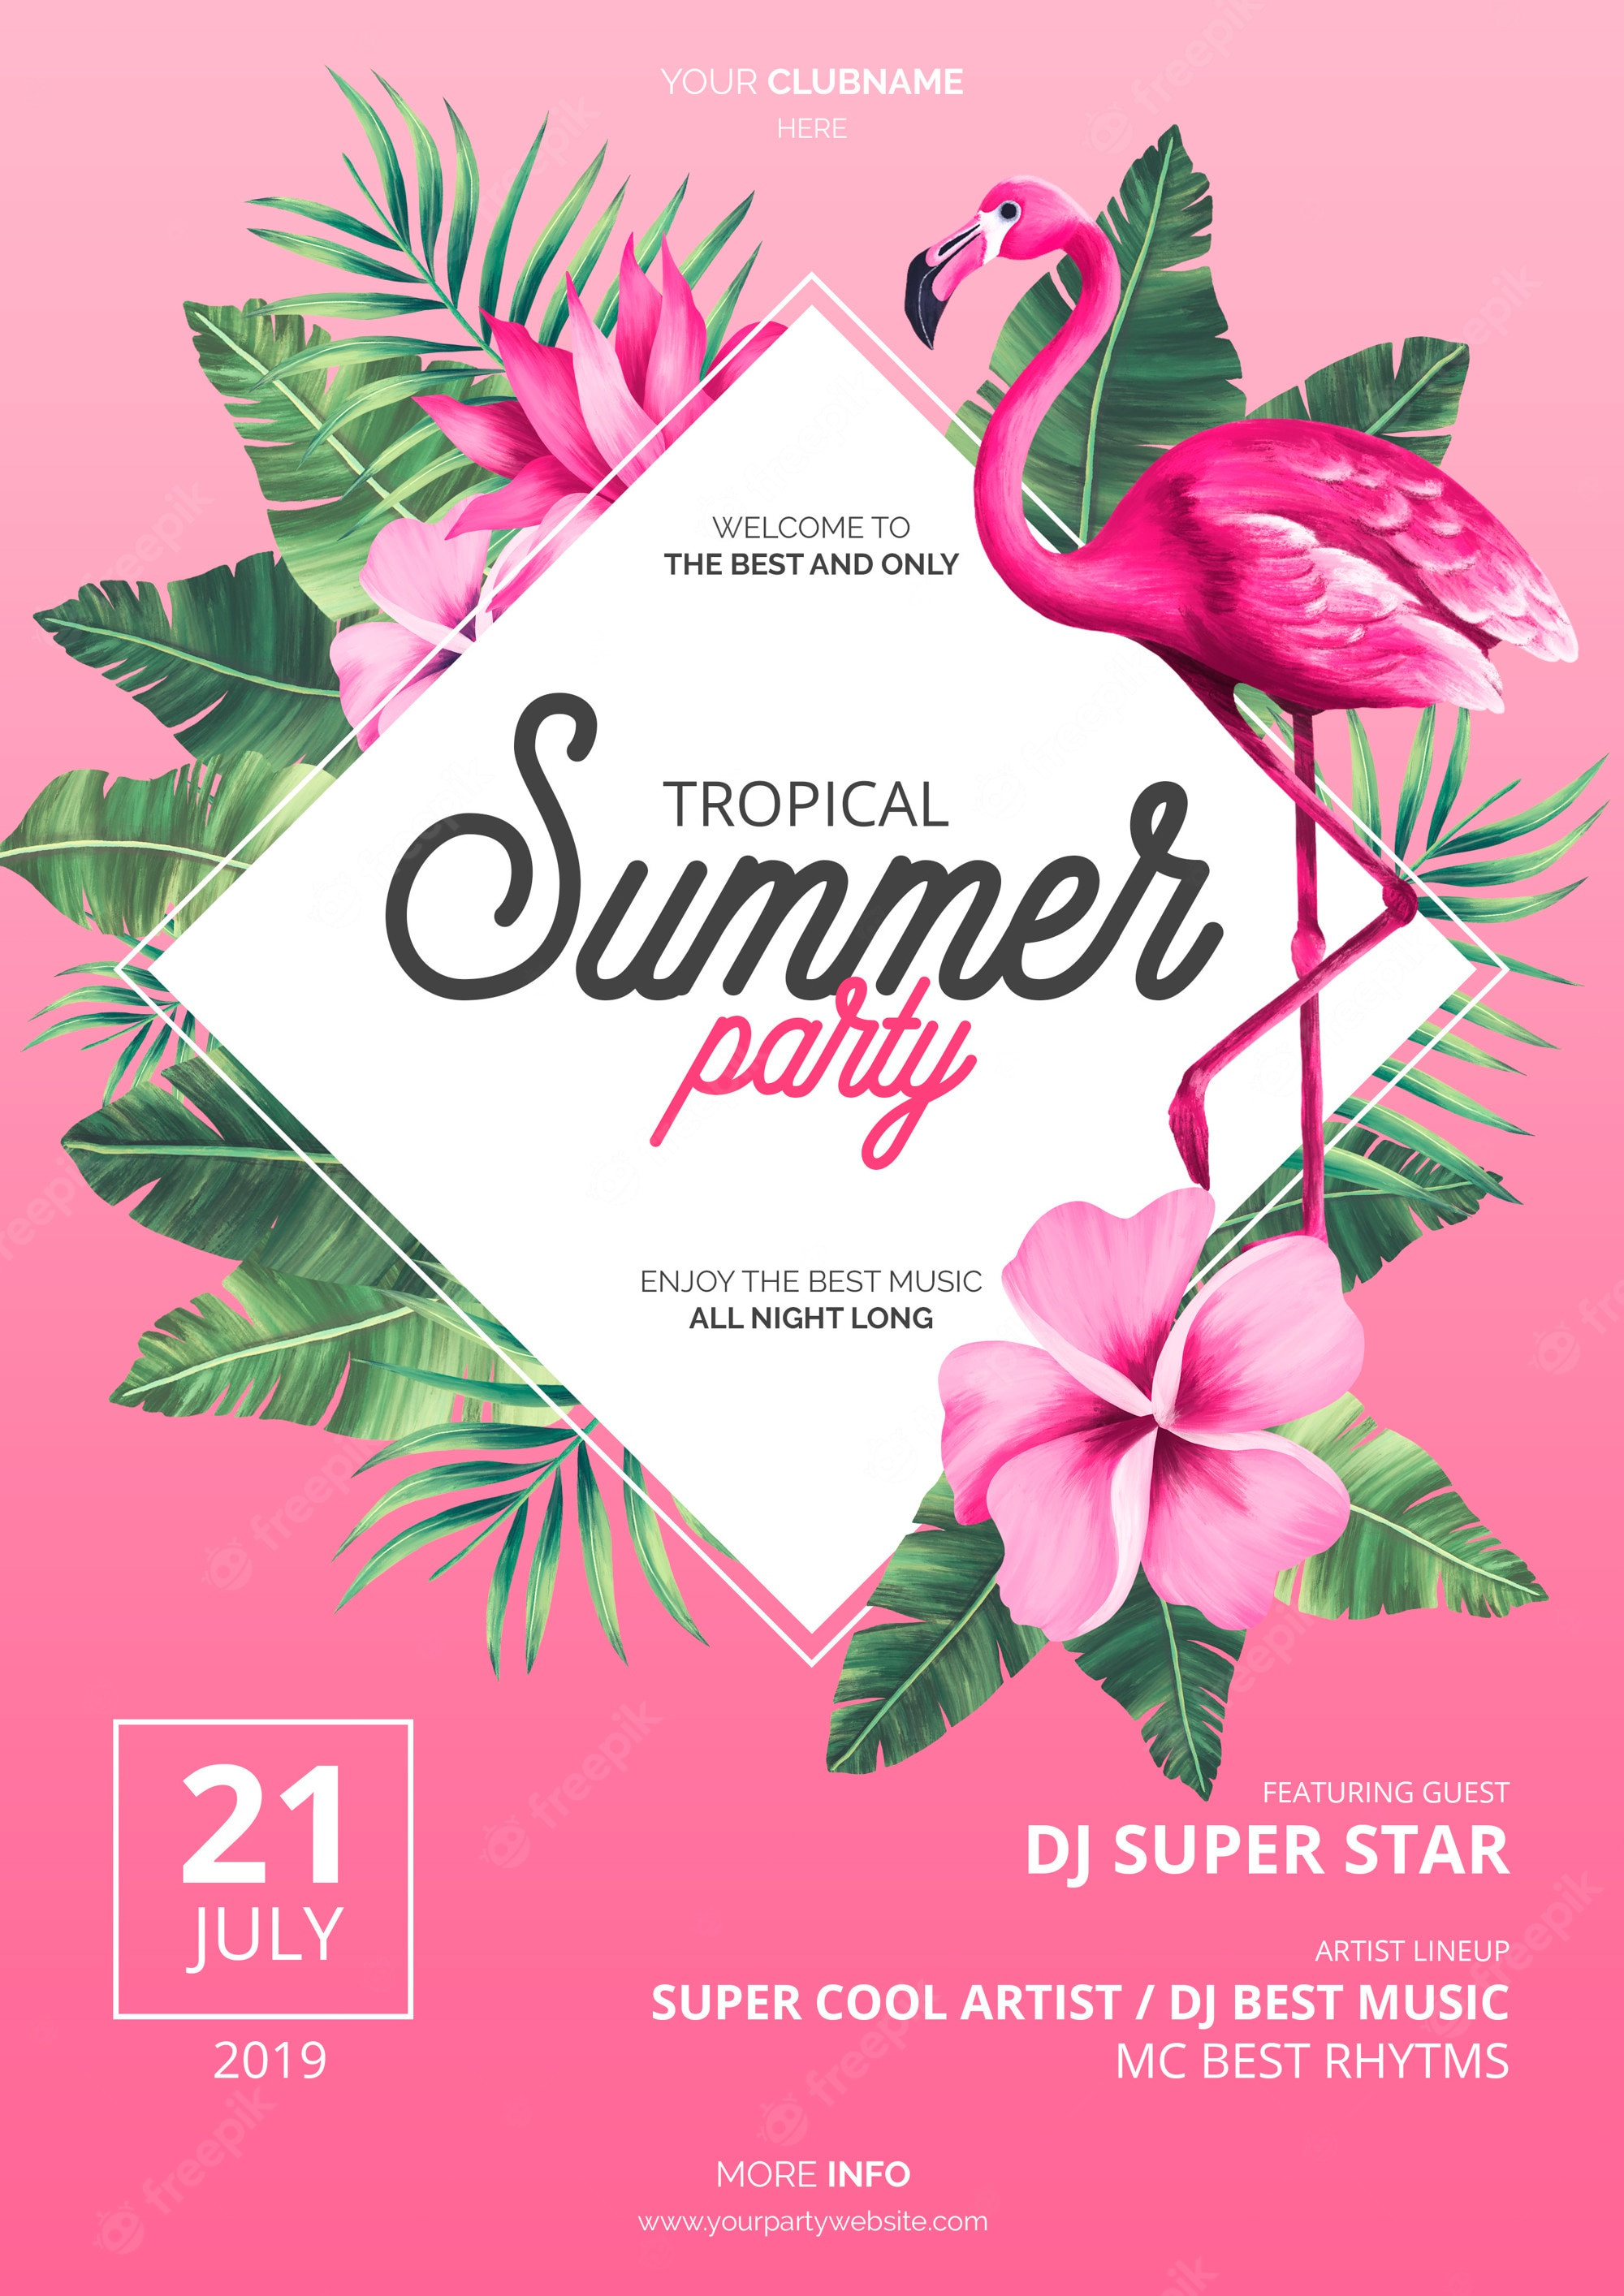 YOUR CLUBNAME
HERE
WELCOME TO
THE BEST AND ONLY
TROPICAL
Summer
party
ENJOY THE BEST MUSIC
ALL NIGHT LONG
21
JULY
2019
FEATURING GUEST
DJ SUPER STAR
ARTIST LINEUP
SUPER COOL ARTIST / DJ BEST MUSIC
MC BEST RHYTMS
MORE INFO
www.yourpartywebsite.com
freepik